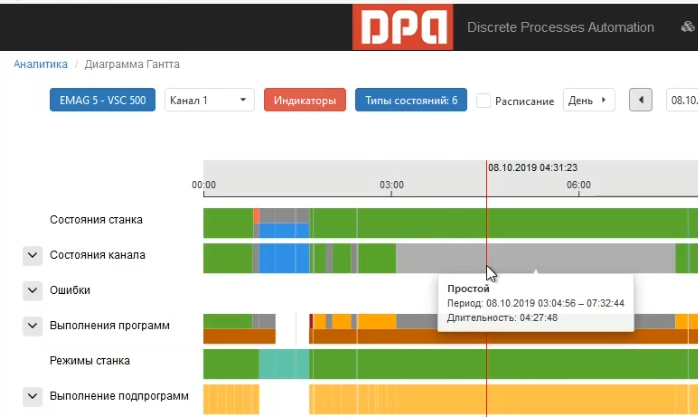 DPA Discrete Processes Automation
Аналитика / Диаграмма Гантта
EMAG 5 - VSC 500 Канал 1 Индикаторы Типы состояний: 6 Расписание День 08.10.
08.10.2019 04:31:23
00:00 03:00 06:00
Состояния станка
Состояния канала
Простой
Ошибки
Период: 08.10.2019 03:04:56 – 07:32:44
Длительность: 04:27:48
Выполнения программ
Режимы станка
Выполнение подпрограмм